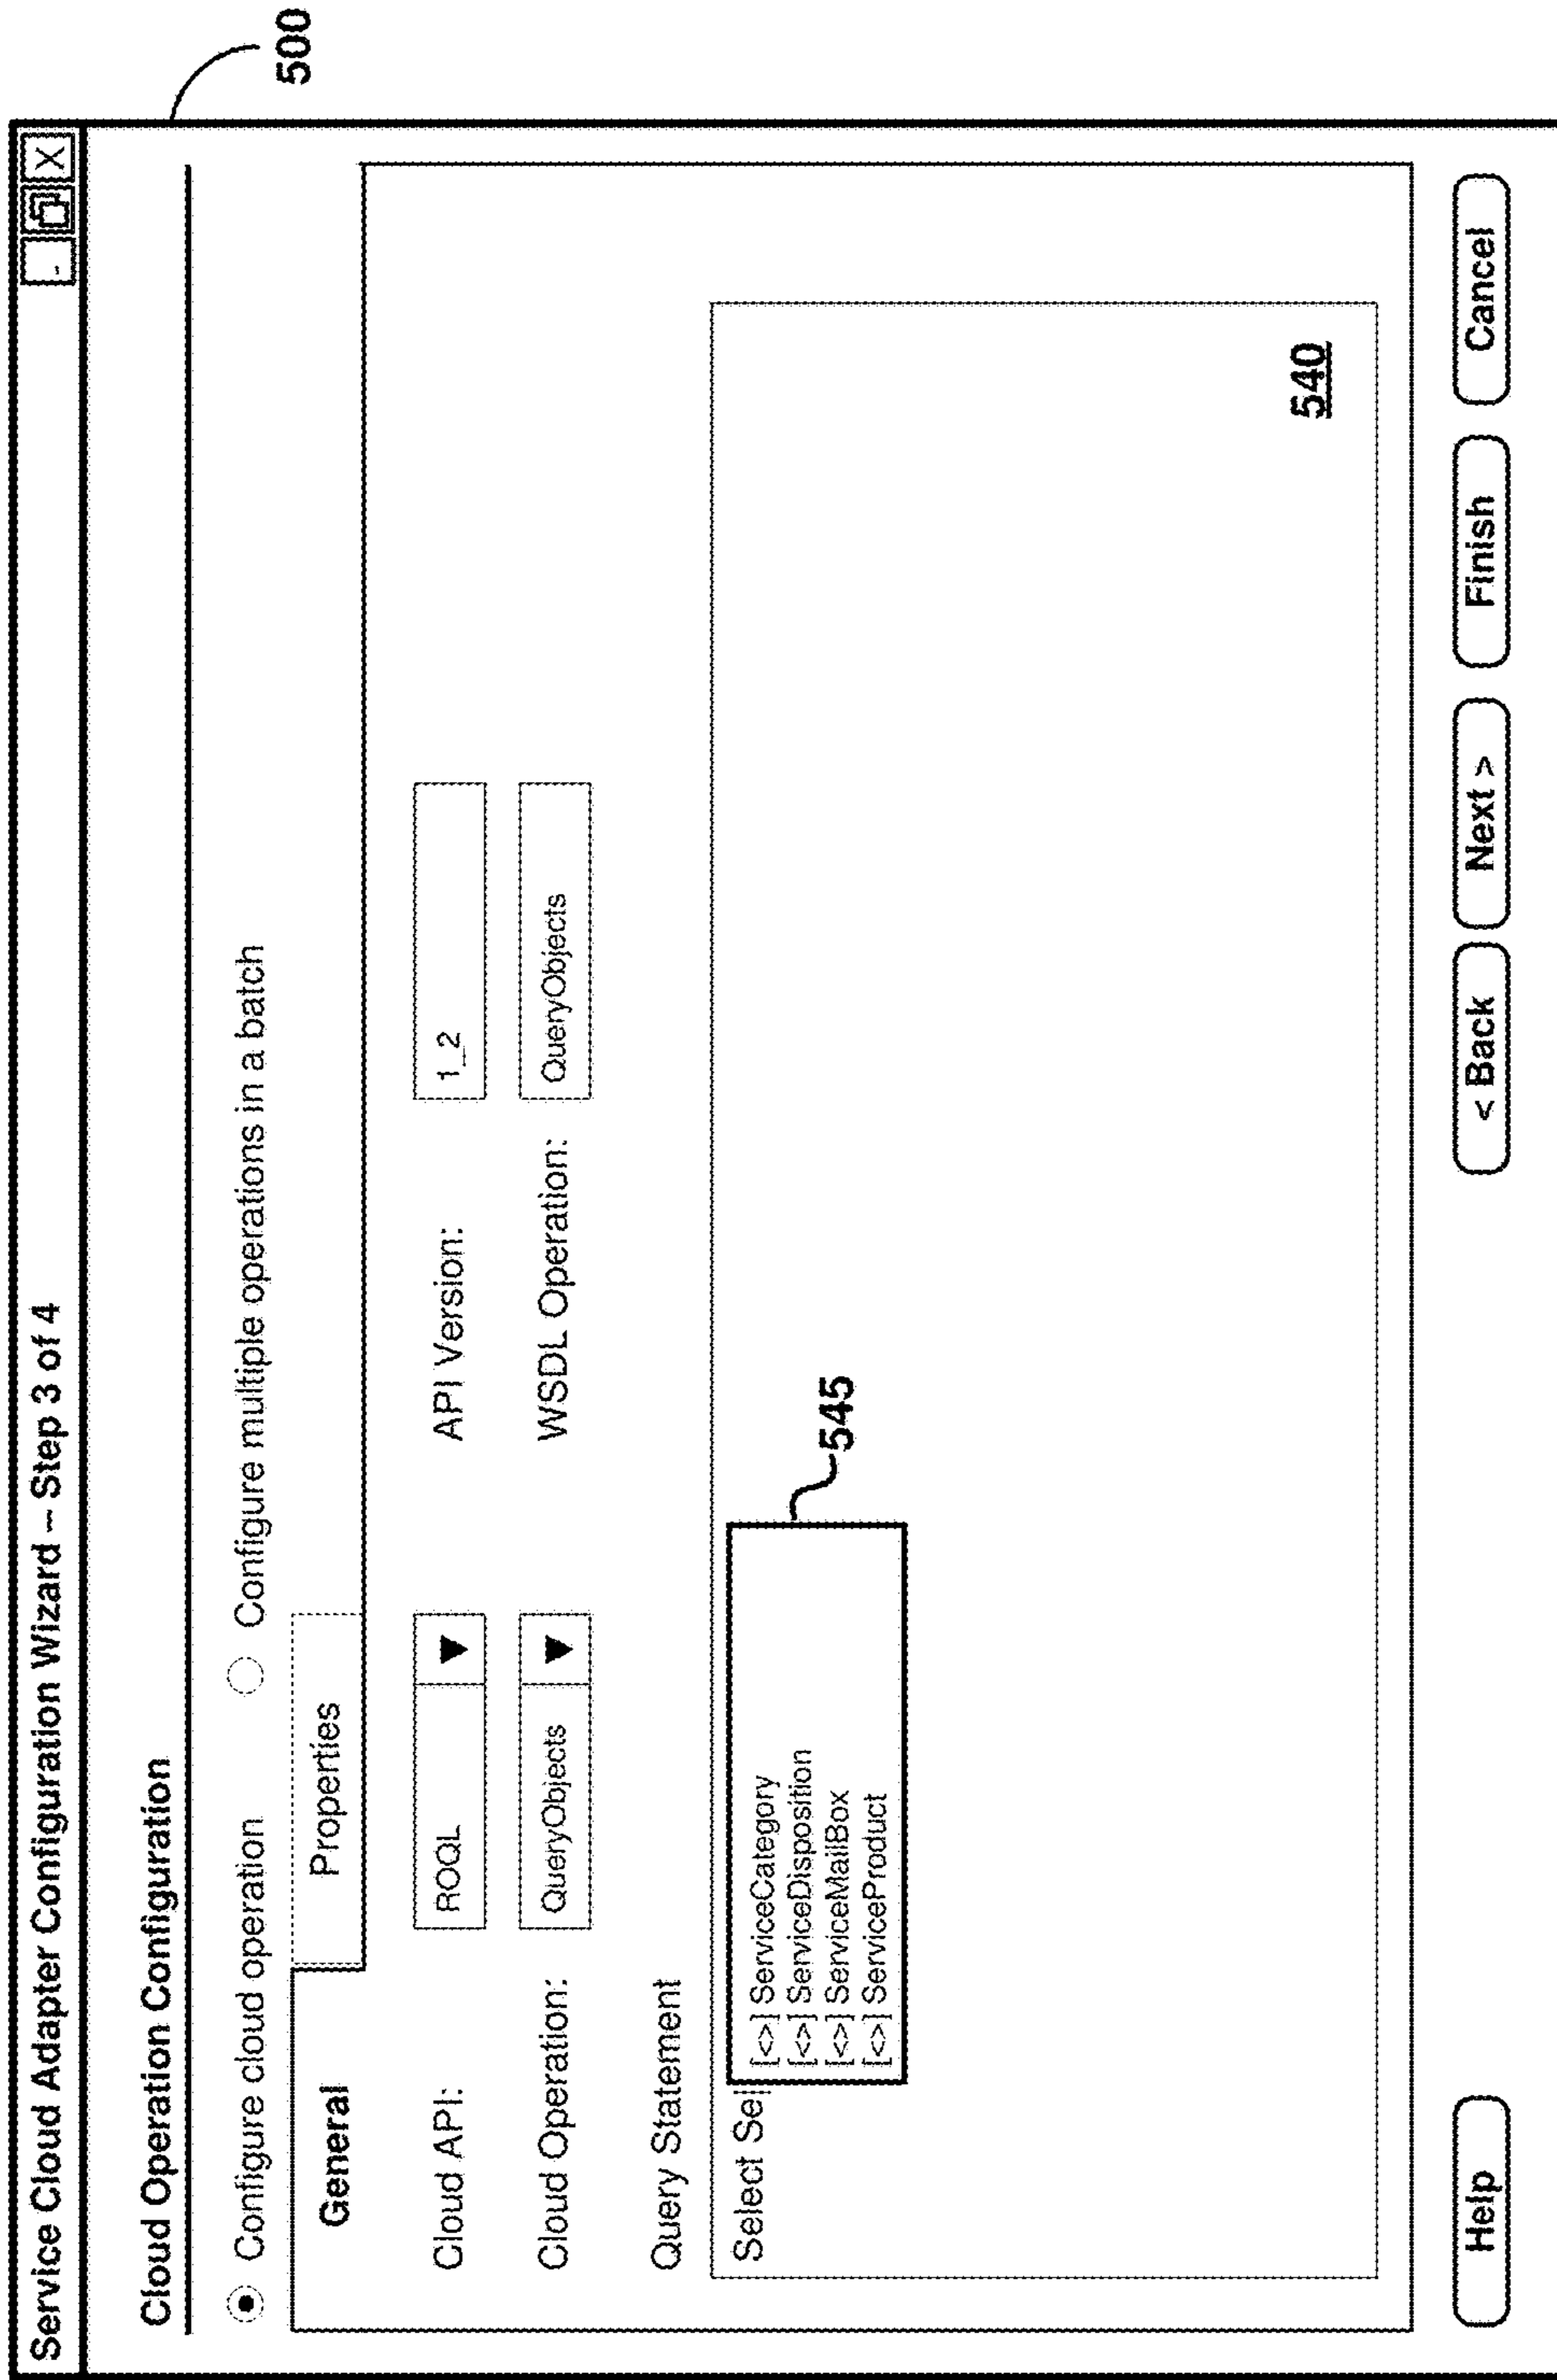 Service Cloud Adapter Configuration Wizard – Step 3 of 4
- X
500
Cloud Operation Configuration
Configure cloud operation Configure multiple operations in a batch
General Properties
Cloud API: ROQL API Version: 1_2
Cloud Operation: QueryObjects WSDL Operation: QueryObjects
Query Statement
Select Se
[<>] ServiceCategory
[<>] ServiceDisposition
[<>] ServiceMailBox
[<>] ServiceProduct
545
540
Help < Back Next > Finish Cancel